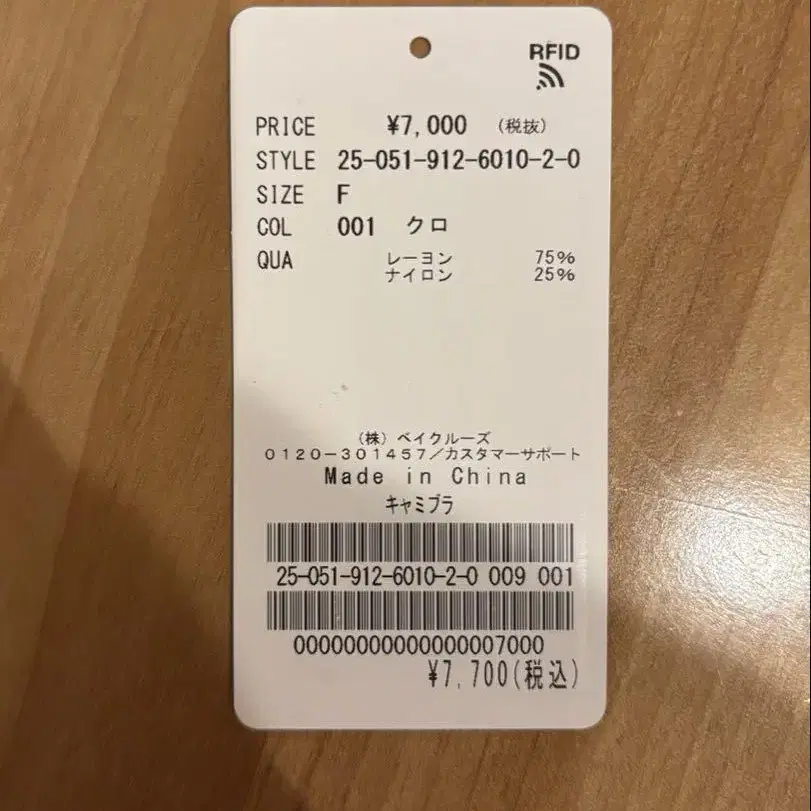 RFID
PRICE ¥7,000 (税抜)
STYLE 25-051-912-6010-2-0
SIZE F
COL 001 クロ
QUA レーヨン 75%
ナイロン 25%
(株) ベイクルーズ
0120-301457/カスタマーサポート
Made in China
キャミブラ
25-051-912-6010-2-0 009 001
00000000000000007000
¥7,700(税込)